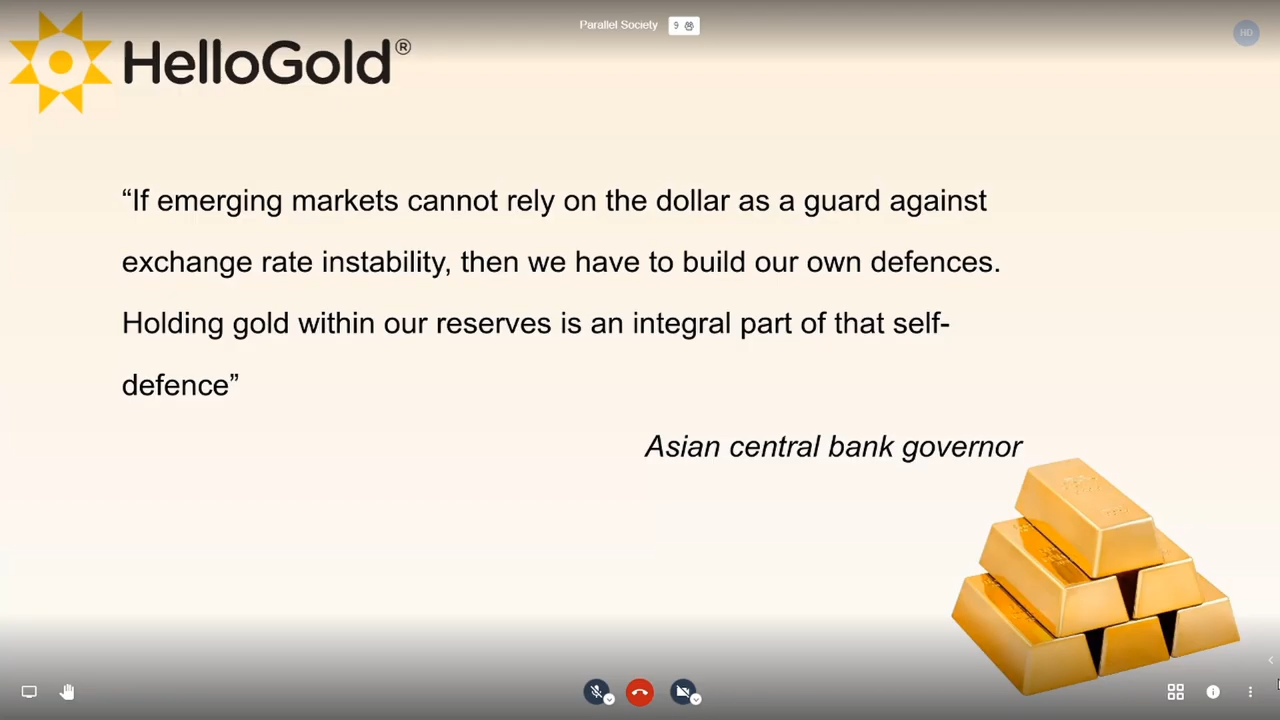 Parallel Society 9
HD
HelloGold®
“If emerging markets cannot rely on the dollar as a guard against
exchange rate instability, then we have to build our own defences.
Holding gold within our reserves is an integral part of that self-
defence”
Asian central bank governor